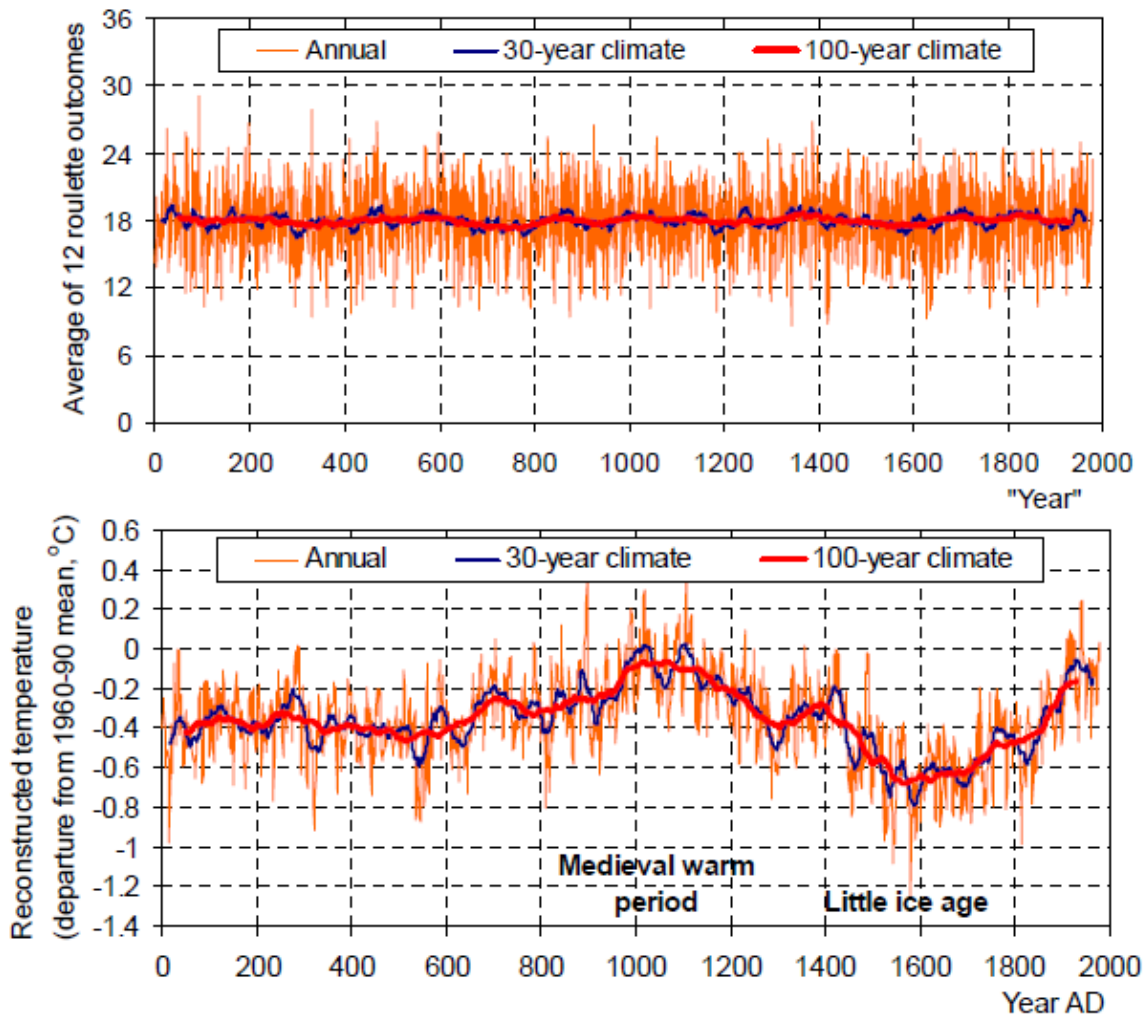 Average of 12 roulette outcomes
36
30
24
18
12
6
0
Annual 30-year climate 100-year climate
0 200 400 600 800 1000 1200 1400 1600 1800 2000
"Year"
Reconstructed temperature
(departure from 1960-90 mean,°C)
0.6
0.4
0.2
0
-0.2
-0.4
-0.6
-0.8
-1
-1.2
-1.4
Annual 30-year climate 100-year climate
Medieval warm
period
Little ice age
0 200 400 600 800 1000 1200 1400 1600 1800 2000
Year AD